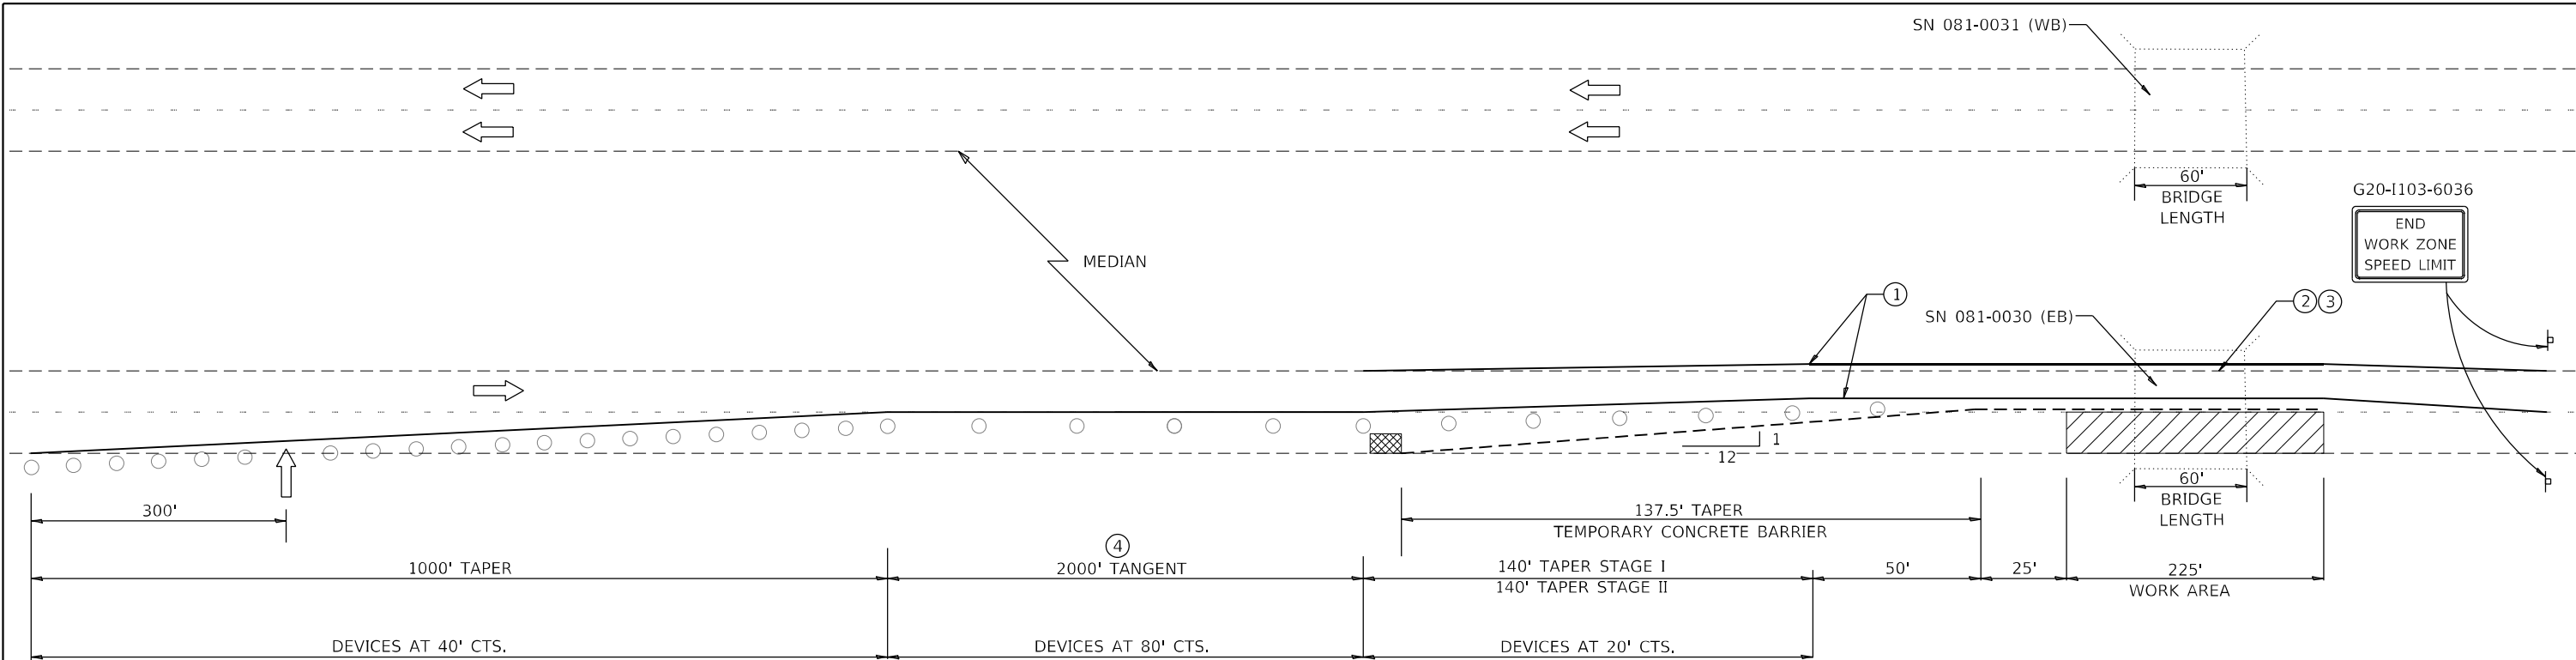 SN 081-0031 (WB)
60'
BRIDGE
LENGTH
G20-I103-6036
END
WORK ZONE
SPEED LIMIT
MEDIAN
1
SN 081-0030 (EB)
2 3
1
12
60'
BRIDGE
LENGTH
300'
137.5' TAPER
TEMPORARY CONCRETE BARRIER
4
1000' TAPER
2000' TANGENT
140' TAPER STAGE I
140' TAPER STAGE II
50'
25'
225'
WORK AREA
DEVICES AT 40' CTS.
DEVICES AT 80' CTS.
DEVICES AT 20' CTS.